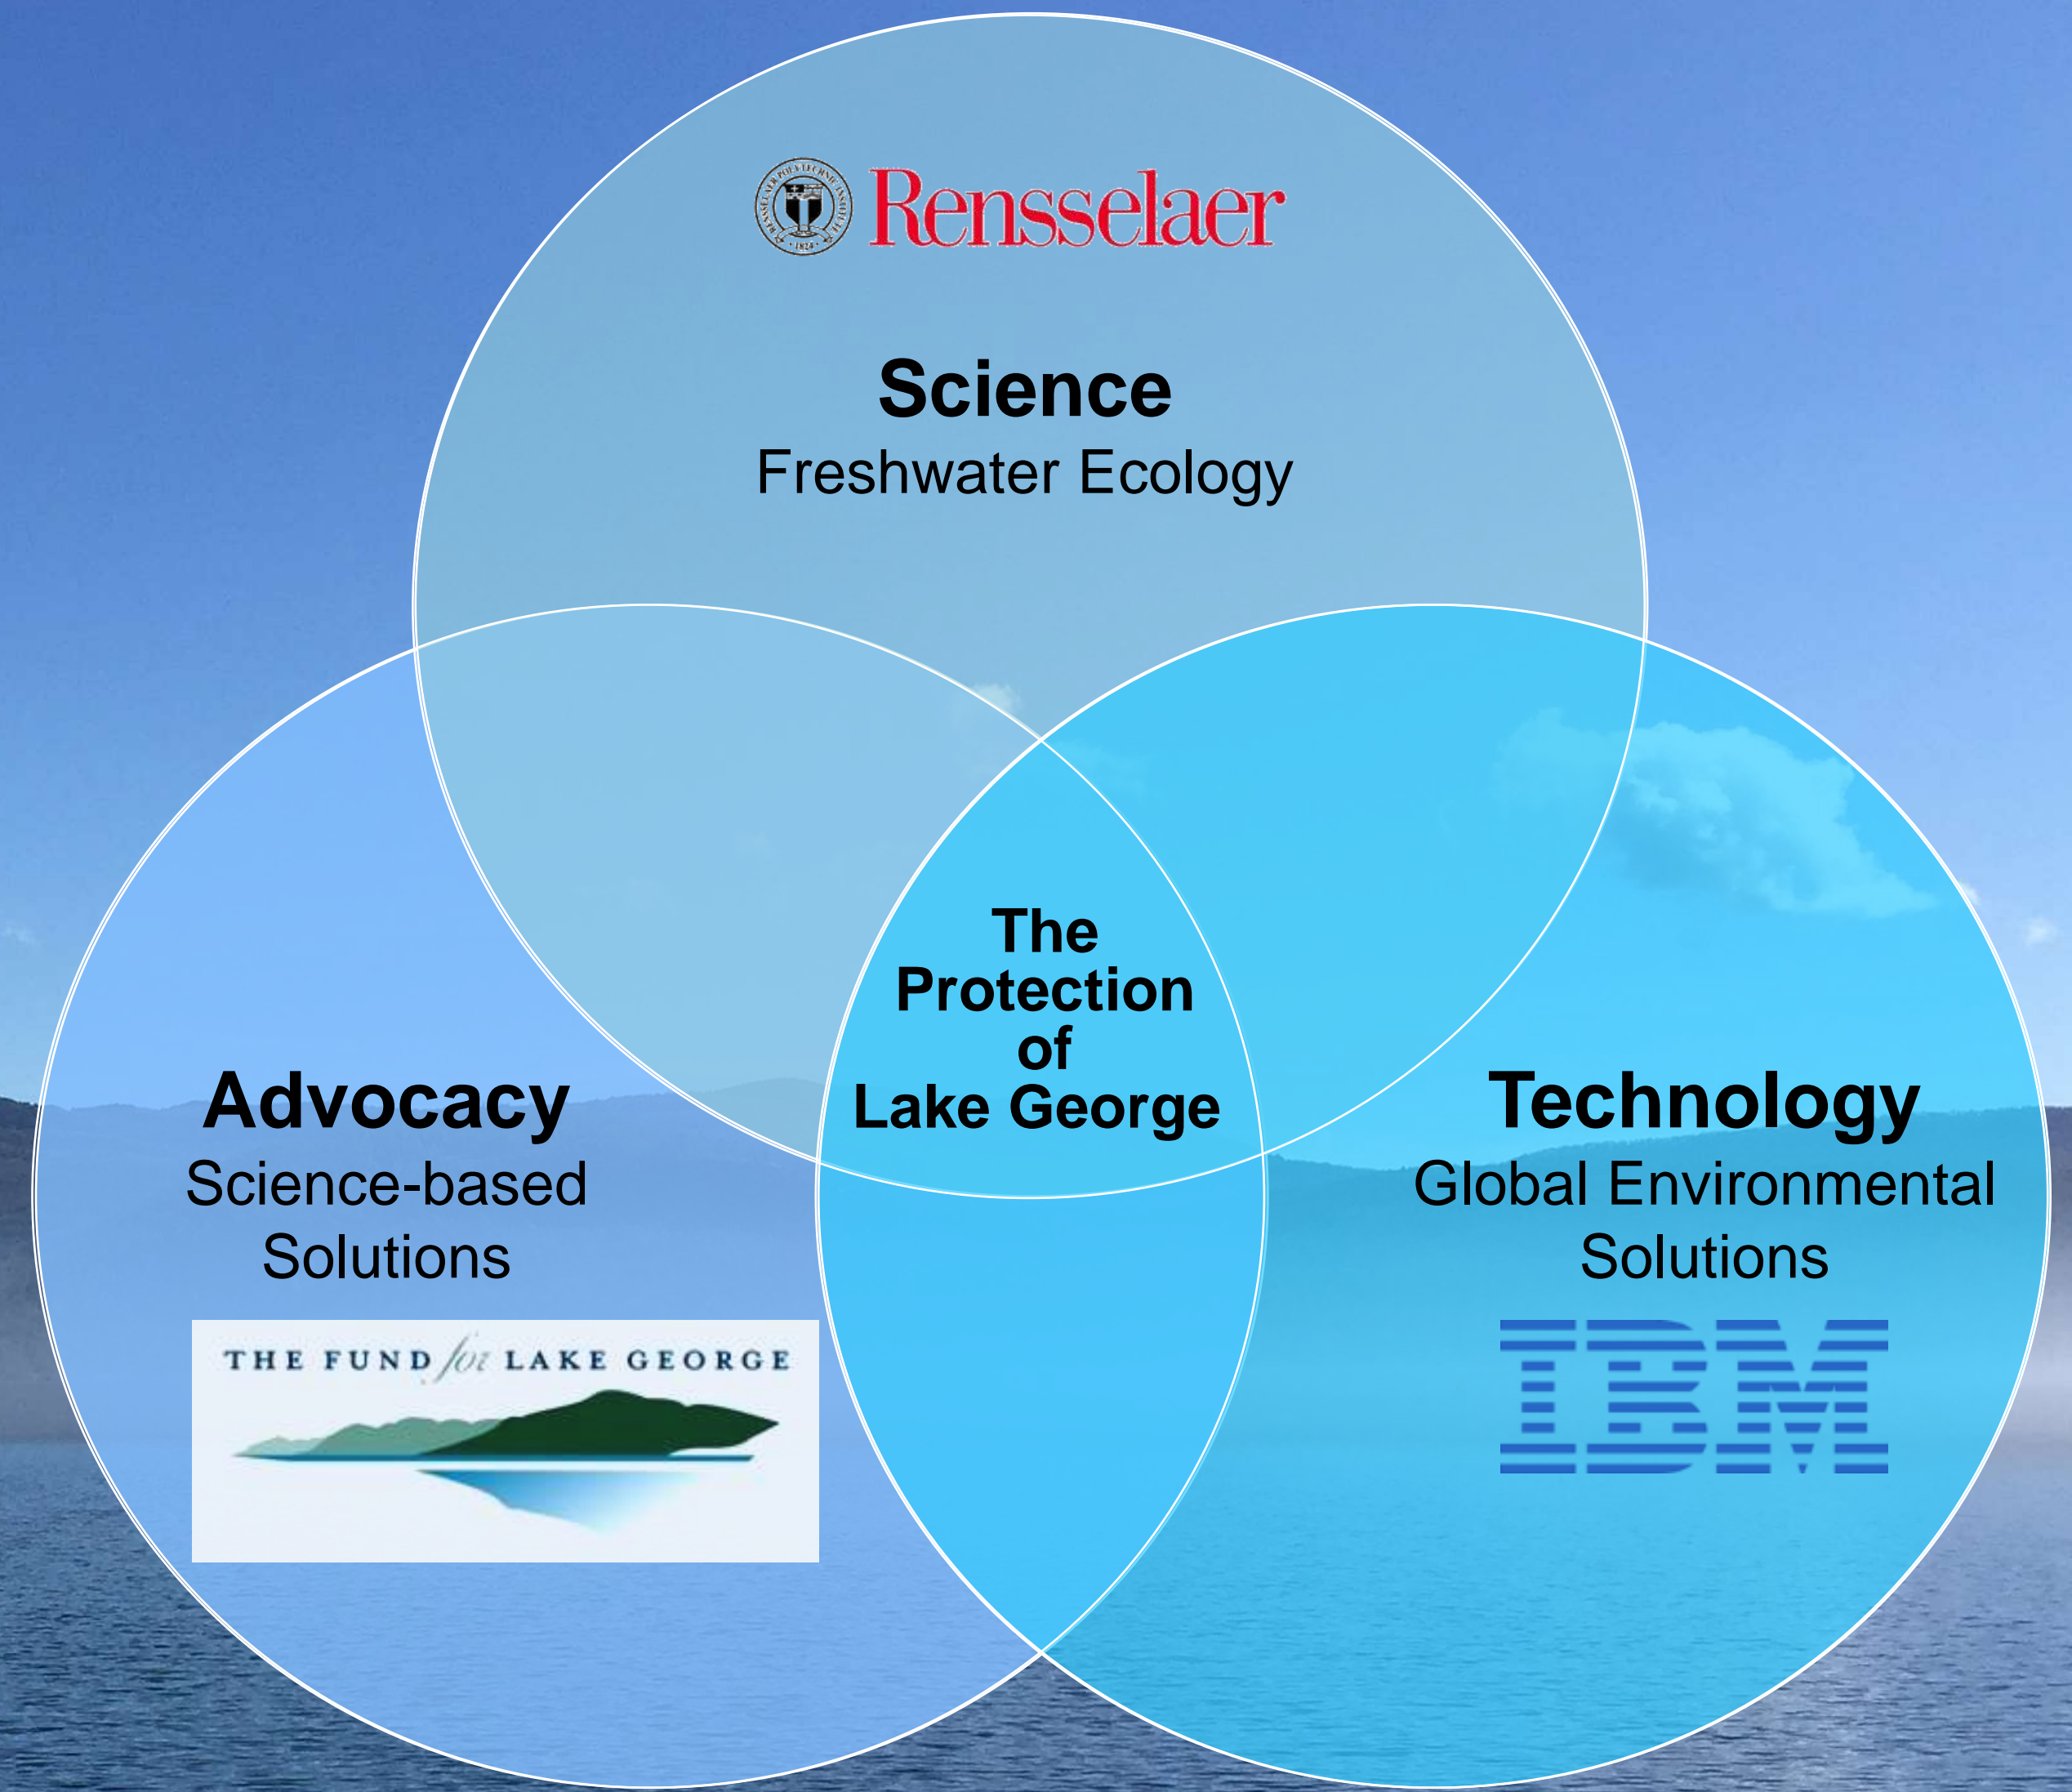 Rensselaer
Science
Freshwater Ecology
The
Protection
of
Lake George
Advocacy
Science-based
Solutions
THE FUND for LAKE GEORGE
Technology
Global Environmental
Solutions
IBM